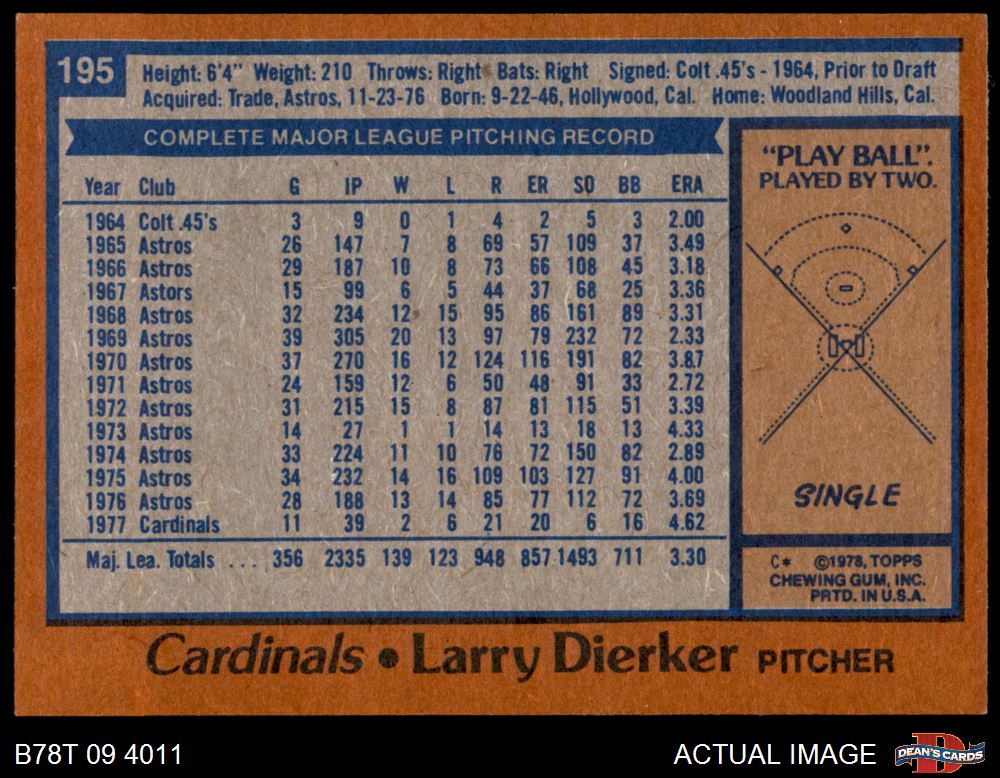 195
Height: 6'4" Weight: 210 Throws: Right Bats: Right Signed: Colt .45's - 1964, Prior to Draft
Acquired: Trade, Astros, 11-23-76 Born: 9-22-46, Hollywood, Cal. Home: Woodland Hills, Cal.
COMPLETE MAJOR LEAGUE PITCHING RECORD
Year Club G IP W L R ER SO BB ERA
1964 Colt .45's 3 9 0 1 4 2 5 3 2.00
1965 Astros 26 147 7 8 69 57 109 37 3.49
1966 Astros 29 187 10 8 73 66 108 45 3.18
1967 Astors 15 99 6 5 44 37 68 25 3.36
1968 Astros 32 234 12 15 95 86 161 89 3.31
1969 Astros 39 305 20 13 97 79 232 72 2.33
1970 Astros 37 270 16 12 124 116 191 82 3.87
1971 Astros 24 159 12 6 50 48 91 33 2.72
1972 Astros 31 215 15 8 87 81 115 51 3.39
1973 Astros 14 27 1 1 14 13 18 13 4.33
1974 Astros 33 224 11 10 76 72 150 82 2.89
1975 Astros 34 232 14 16 109 103 127 91 4.00
1976 Astros 28 188 13 14 85 77 112 72 3.69
1977 Cardinals 11 39 2 6 21 20 6 16 4.62
Maj. Lea. Totals . . . 356 2335 139 123 948 857 1493 711 3.30
"PLAY BALL".
PLAYED BY TWO.
SINGLE
C* ©1978, TOPPS
CHEWING GUM, INC.
PRTD. IN U.S.A.
Cardinals • Larry Dierker PITCHER
B78T 09 4011
ACTUAL IMAGE
D
DEAN'S CARDS